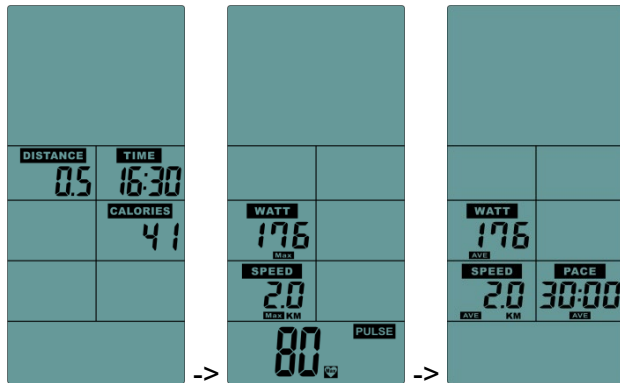 DISTANCE TIME
0.5 16:30
CALORIES
41
->
WATT
176
Max
SPEED
2.0
Max KM
PULSE
80
->
WATT
176
AVE
SPEED PACE
2.0 30:00
AVE KM AVE